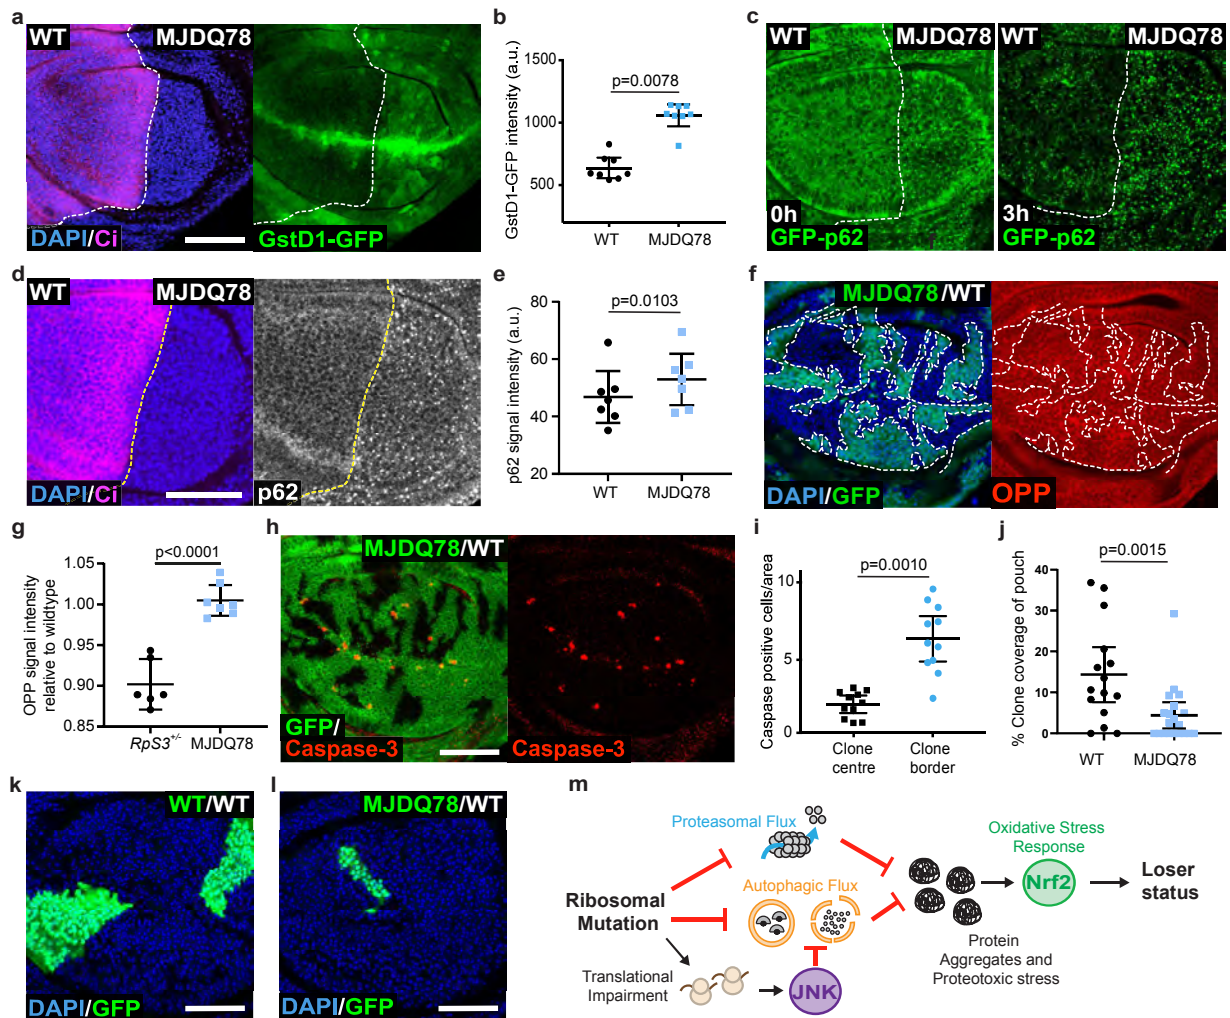 a
WT
MJDQ78
DAPI/Ci
GstD1-GFP
b
GstD1-GFP intensity (a.u.)
1500
1000
500
p=0.0078
WT
MJDQ78
c
WT
MJDQ78
0h
GFP-p62
WT
MJDQ78
3h
GFP-p62
d
WT
MJDQ78
DAPI/Ci
p62
e
p62 signal intensity (a.u.)
80
60
40
20
p=0.0103
WT
MJDQ78
f
MJDQ78/WT
DAPI/GFP
OPP
g
OPP signal intensity
relative to wildtype
1.05
1.00
0.95
0.90
0.85
p<0.0001
RpS3+/-
MJDQ78
h
MJDQ78/WT
GFP/
Caspase-3
Caspase-3
i
Caspase positive cells/area
10
5
0
p=0.0010
Clone
centre
Clone
border
j
% Clone coverage of pouch
40
30
20
10
0
p=0.0015
WT
MJDQ78
k
WT/WT
DAPI/GFP
l
MJDQ78/WT
DAPI/GFP
m
Proteasomal Flux
Autophagic Flux
Ribosomal
Mutation
Translational
Impairment
JNK
Oxidative Stress
Response
Nrf2
Loser
status
Protein
Aggregates and
Proteotoxic stress